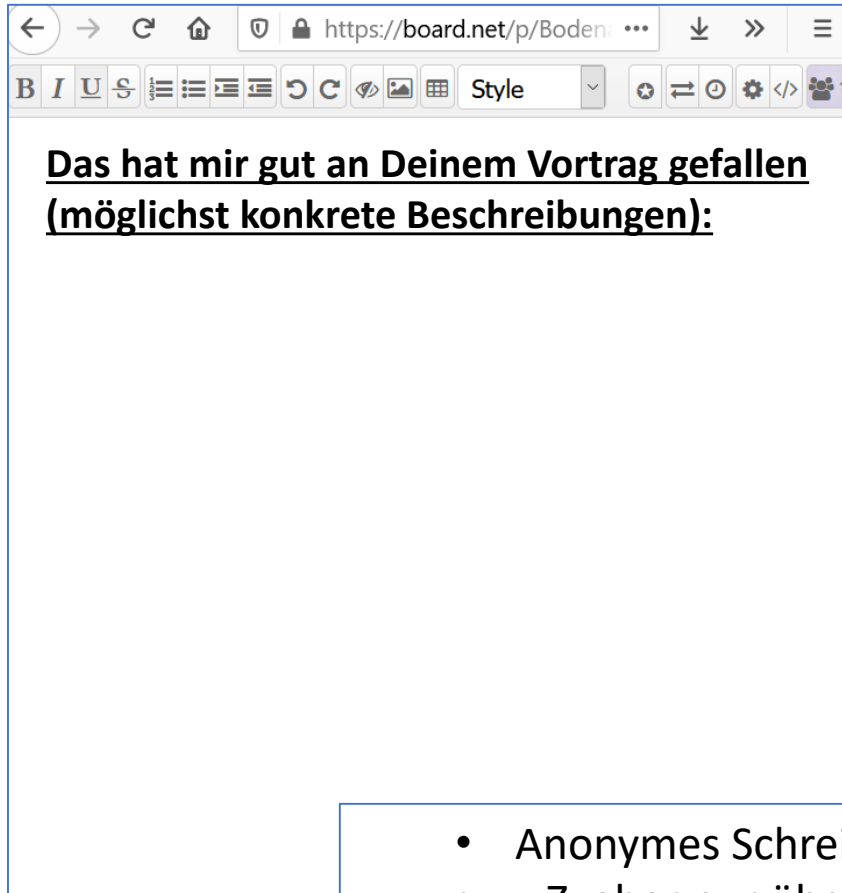 https://board.net/p/Boden
B I U S Style
Das hat mir gut an Deinem Vortrag gefallen
(möglichst konkrete Beschreibungen):
• Anonymes Schrei